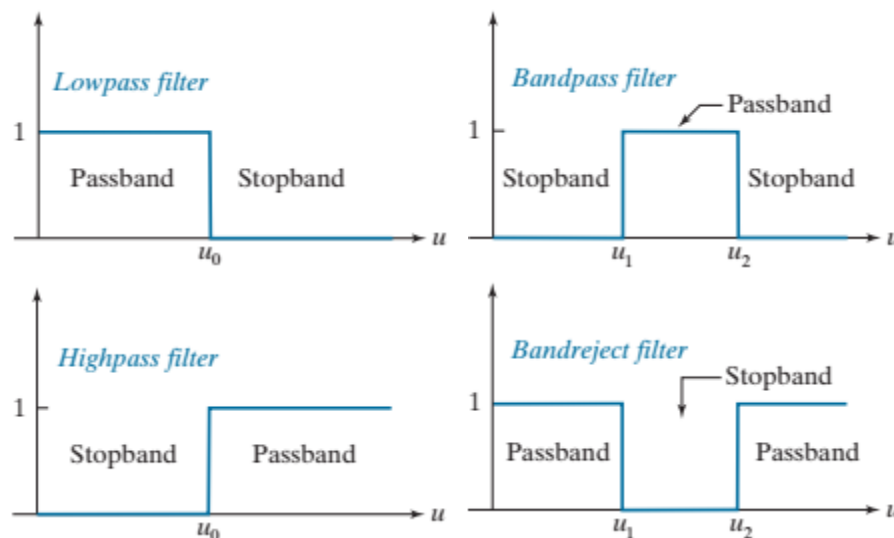 Lowpass filter
1
Passband Stopband
u₀
u
Bandpass filter
Passband
1
Stopband Stopband
u₁ u₂
u
Highpass filter
1
Stopband Passband
u₀
u
Bandreject filter
Stopband
1
Passband Passband
u₁ u₂
u